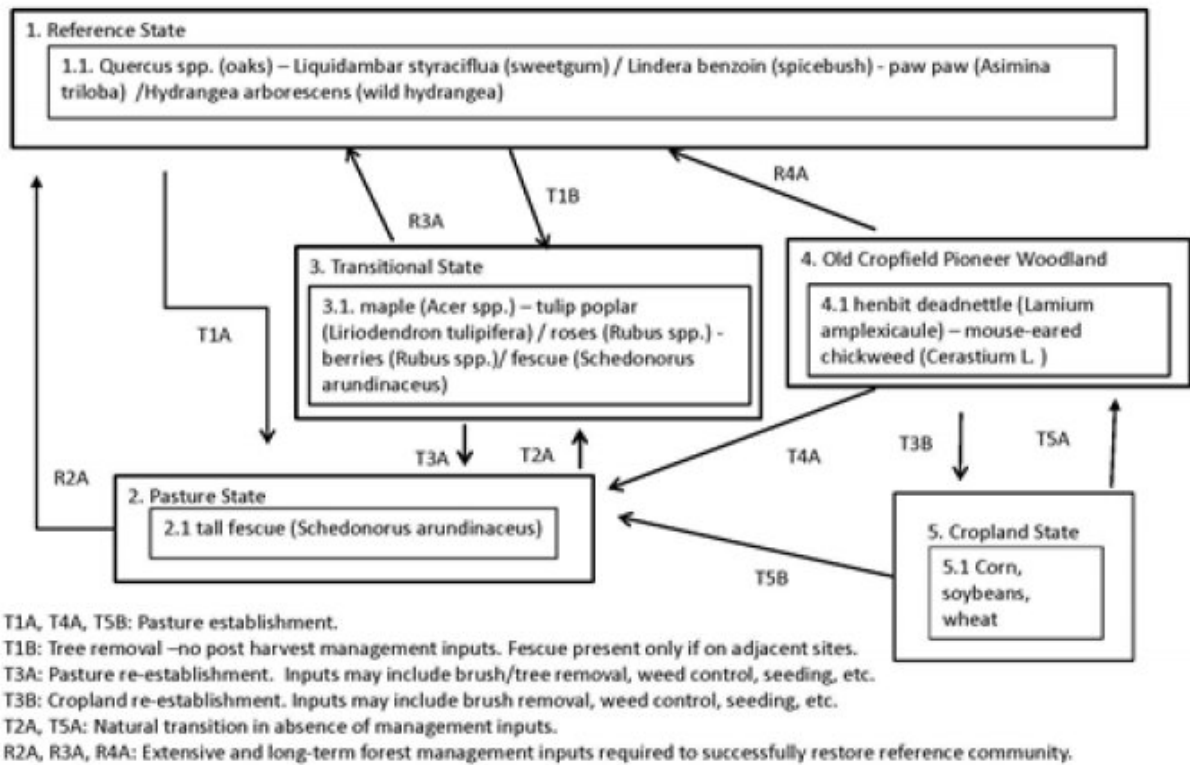 1. Reference State
1.1. Quercus spp. (oaks) – Liquidambar styraciflua (sweetgum) / Lindera benzoin (spicebush) - paw paw (Asimina
triloba) /Hydrangea arborescens (wild hydrangea)
R4A
T1B
R3A
3. Transitional State
3.1. maple (Acer spp.) – tulip poplar
(Liriodendron tulipifera) / roses (Rubus spp.) -
berries (Rubus spp.)/ fescue (Schedonorus
arundinaceus)
4. Old Cropfield Pioneer Woodland
4.1 henbit deadnettle (Lamium
amplexicaule) – mouse-eared
chickweed (Cerastium L. )
T1A
T3A
T2A
T4A
T3B
T5A
R2A
2. Pasture State
2.1 tall fescue (Schedonorus arundinaceus)
5. Cropland State
5.1 Corn,
soybeans,
wheat
T5B
T1A, T4A, T5B: Pasture establishment.
T1B: Tree removal –no post harvest management inputs. Fescue present only if on adjacent sites.
T3A: Pasture re-establishment. Inputs may include brush/tree removal, weed control, seeding, etc.
T3B: Cropland re-establishment. Inputs may include brush removal, weed control, seeding, etc.
T2A, T5A: Natural transition in absence of management inputs.
R2A, R3A, R4A: Extensive and long-term forest management inputs required to successfully restore reference community.